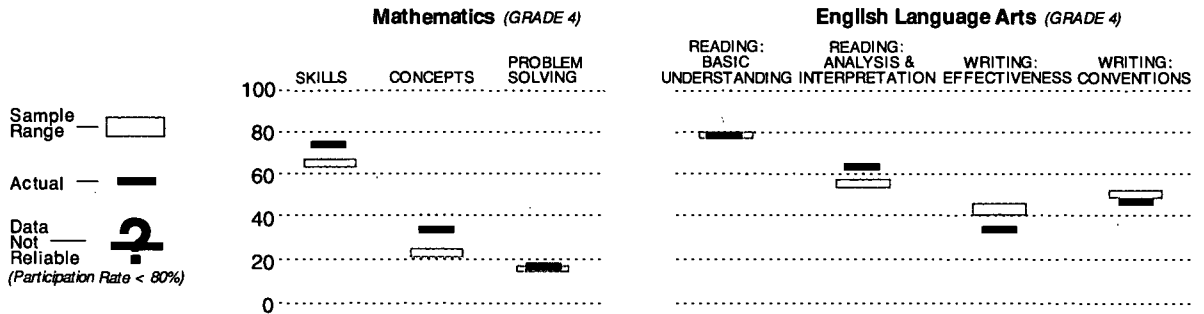 Mathematics (GRADE 4)
English Language Arts (GRADE 4)
SKILLS
CONCEPTS
PROBLEM
SOLVING
READING:
BASIC
UNDERSTANDING
READING:
ANALYSIS &
INTERPRETATION
WRITING:
EFFECTIVENESS
WRITING:
CONVENTIONS
100
80
60
40
20
0
Sample
Range
Actual
Data
Not
Reliable
?
(Participation Rate < 80%)